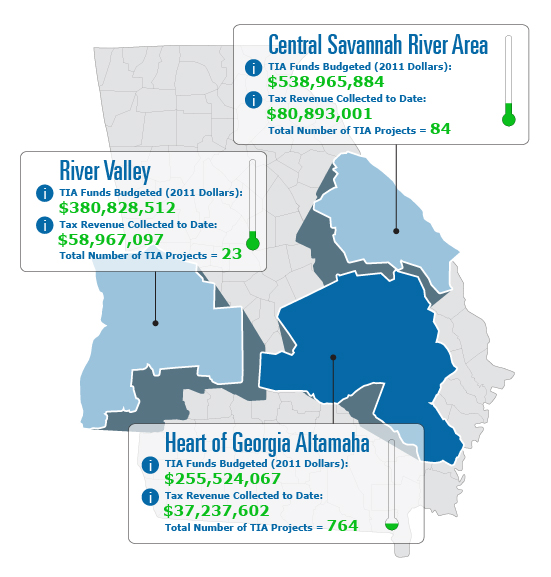 Central Savannah River Area
i TIA Funds Budgeted (2011 Dollars):
$538,965,884
i Tax Revenue Collected to Date:
$80,893,001
Total Number of TIA Projects = 84
River Valley
i TIA Funds Budgeted (2011 Dollars):
$380,828,512
i Tax Revenue Collected to Date:
$58,967,097
Total Number of TIA Projects = 23
Heart of Georgia Altamaha
i TIA Funds Budgeted (2011 Dollars):
$255,524,067
i Tax Revenue Collected to Date:
$37,237,602
Total Number of TIA Projects = 764